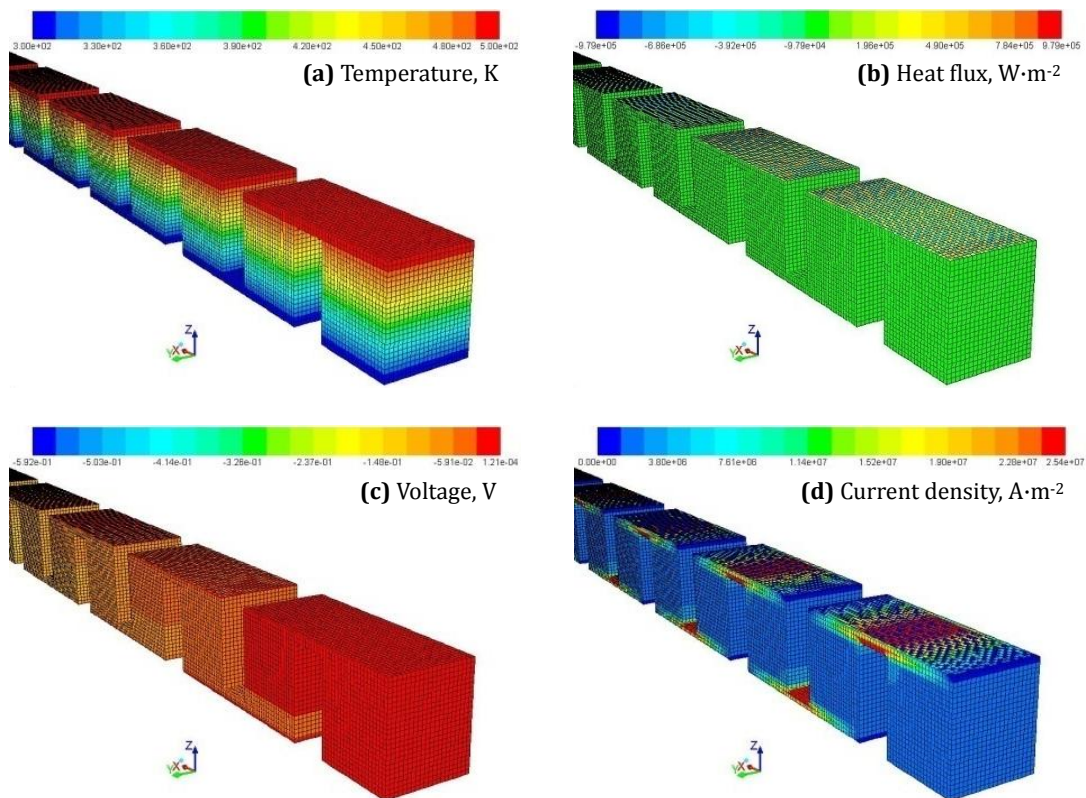 3.00e+02 3.30e+02 3.60e+02 3.90e+02 4.20e+02 4.50e+02 4.80e+02 5.00e+02
(a) Temperature, K
Z
X
Y
-9.79e+05 -6.86e+05 -3.92e+05 -9.79e+04 1.96e+05 4.90e+05 7.84e+05 9.79e+05
(b) Heat flux, W·m-2
Z
X
Y
-5.92e-01 -5.03e-01 -4.14e-01 -3.26e-01 -2.37e-01 -1.48e-01 -5.91e-02 1.21e-04
(c) Voltage, V
Z
X
Y
0.00e+00 3.80e+06 7.61e+06 1.14e+07 1.52e+07 1.90e+07 2.28e+07 2.54e+07
(d) Current density, A·m-2
Z
X
Y